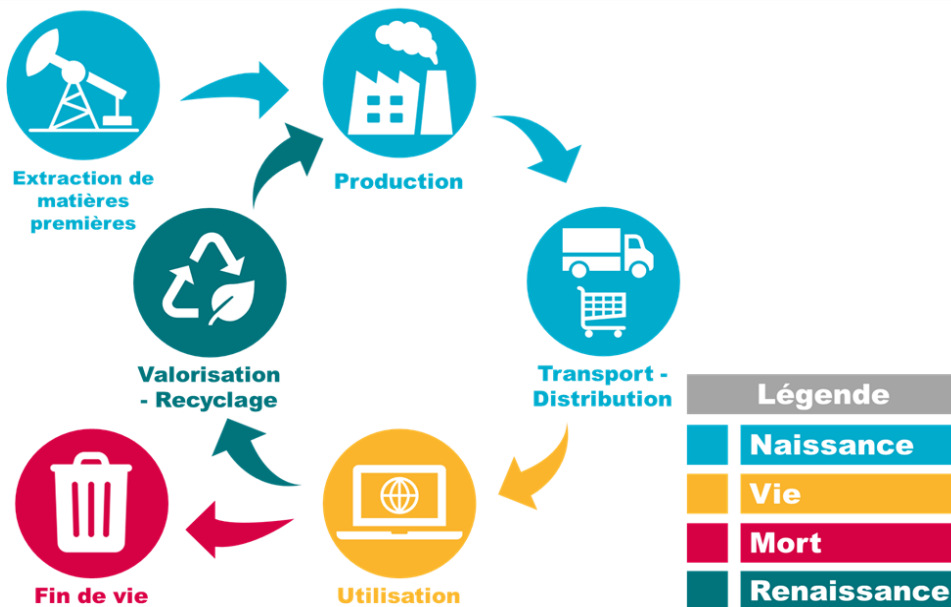 Extraction de
matières
premières
Production
Valorisation
- Recyclage
Transport -
Distribution
Fin de vie
Utilisation
Légende
Naissance
Vie
Mort
Renaissance